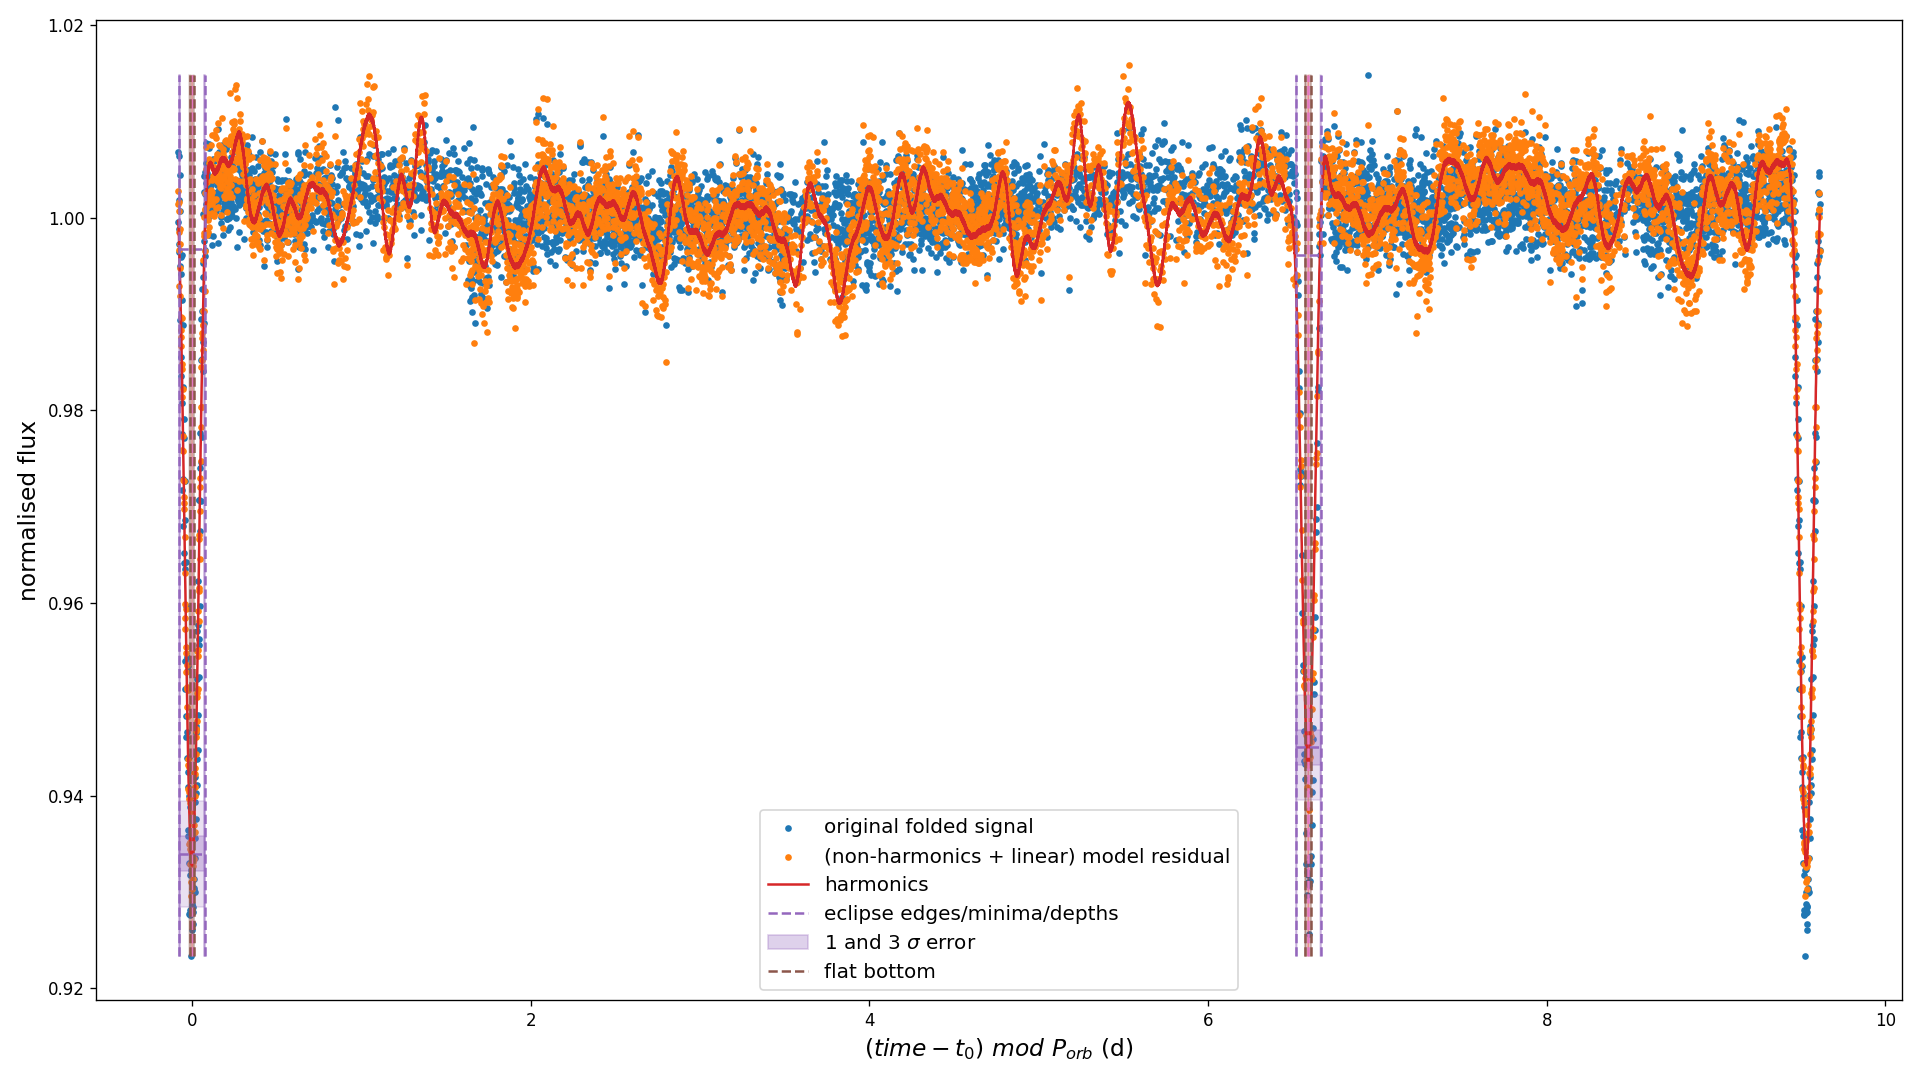 1.02
1.00
0.98
0.96
0.94
0.92
normalised flux
0
2
4
6
8
10
(time − t₀) mod P_orb (d)
original folded signal
(non-harmonics + linear) model residual
harmonics
eclipse edges/minima/depths
1 and 3 σ error
flat bottom